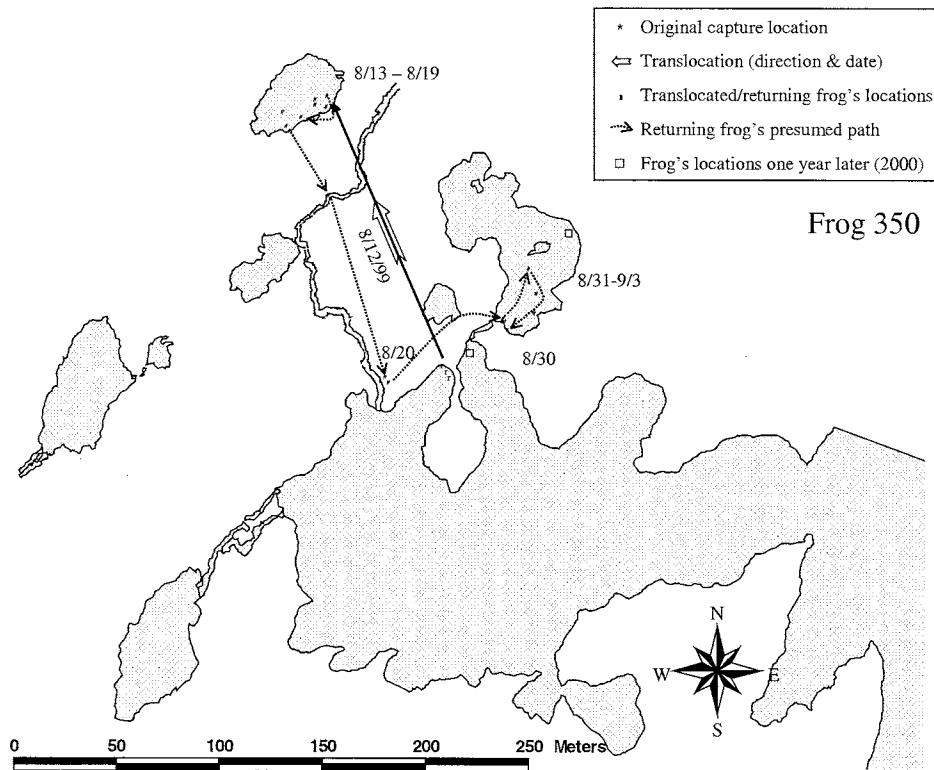 Original capture location
Translocation (direction & date)
Translocated/returning frog's locations
Returning frog's presumed path
Frog's locations one year later (2000)
Frog 350
8/13 – 8/19
8/12/99
8/31-9/3
8/20
8/30
N
W E
S
0 50 100 150 200 250 Meters